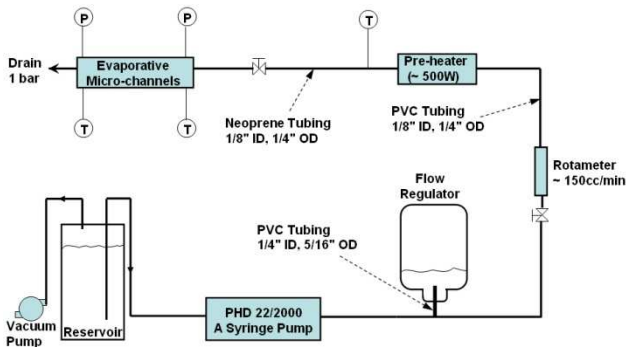 P
P
T
Drain
1 bar
Evaporative
Micro-channels
Pre-heater
(~ 500W)
T
T
Neoprene Tubing
1/8" ID, 1/4" OD
PVC Tubing
1/8" ID, 1/4" OD
Rotameter
~ 150cc/min
Flow
Regulator
PVC Tubing
1/4" ID, 5/16" OD
Vacuum
Pump
Reservoir
PHD 22/2000
A Syringe Pump